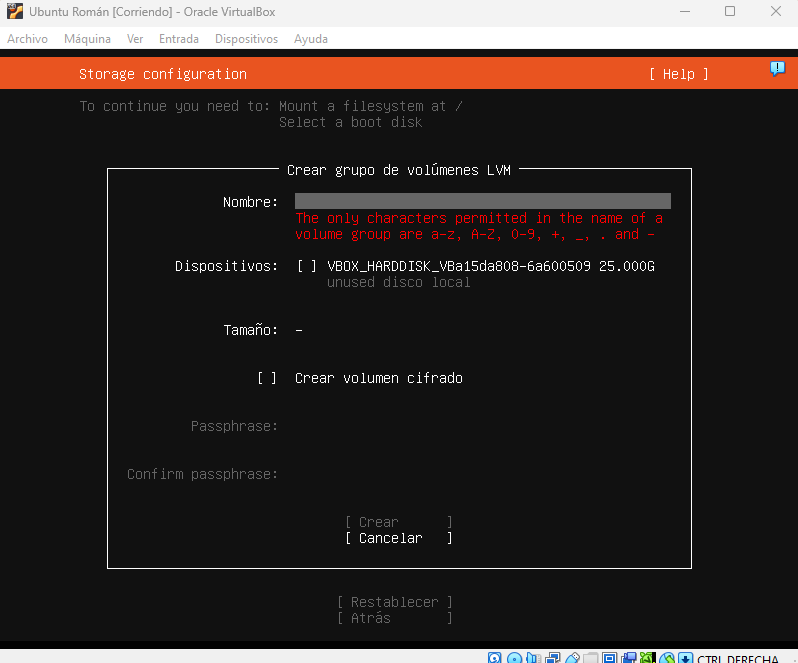 Ubuntu Román [Corriendo] - Oracle VirtualBox
Archivo Máquina Ver Entrada Dispositivos Ayuda
Storage configuration [ Help ]
To continue you need to: Mount a filesystem at /
Select a boot disk
Crear grupo de volúmenes LVM
Nombre:
The only characters permitted in the name of a
volume group are a-z, A-Z, 0-9, +, _, . and -
Dispositivos: [ ] VBOX_HARDDISK_VBa15da808-6a600509 25.000G
unused disco local
Tamaño: -
[ ] Crear volumen cifrado
Passphrase:
Confirm passphrase:
[ Crear ]
[ Cancelar ]
[ Restablecer ]
[ Atrás ]
CTRL DERECHA